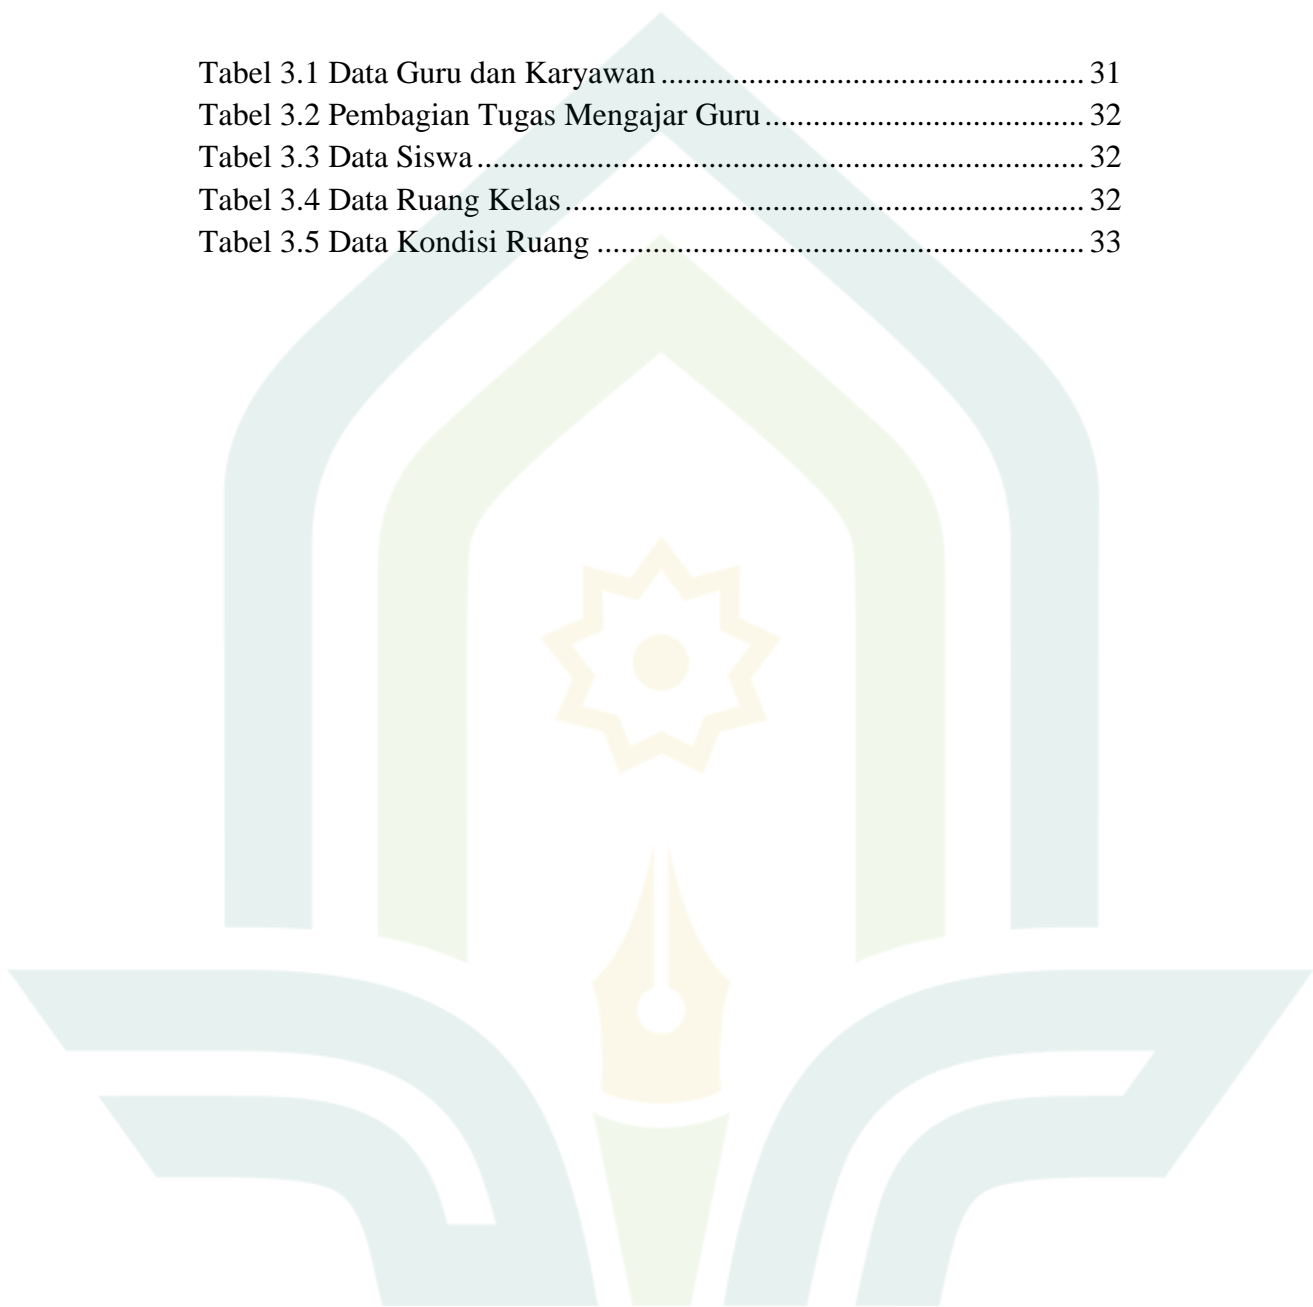 Tabel 3.1 Data Guru dan Karyawan ..................................................... 31
Tabel 3.2 Pembagian Tugas Mengajar Guru ........................................ 32
Tabel 3.3 Data Siswa ............................................................................ 32
Tabel 3.4 Data Ruang Kelas ................................................................. 32
Tabel 3.5 Data Kondisi Ruang ............................................................. 33